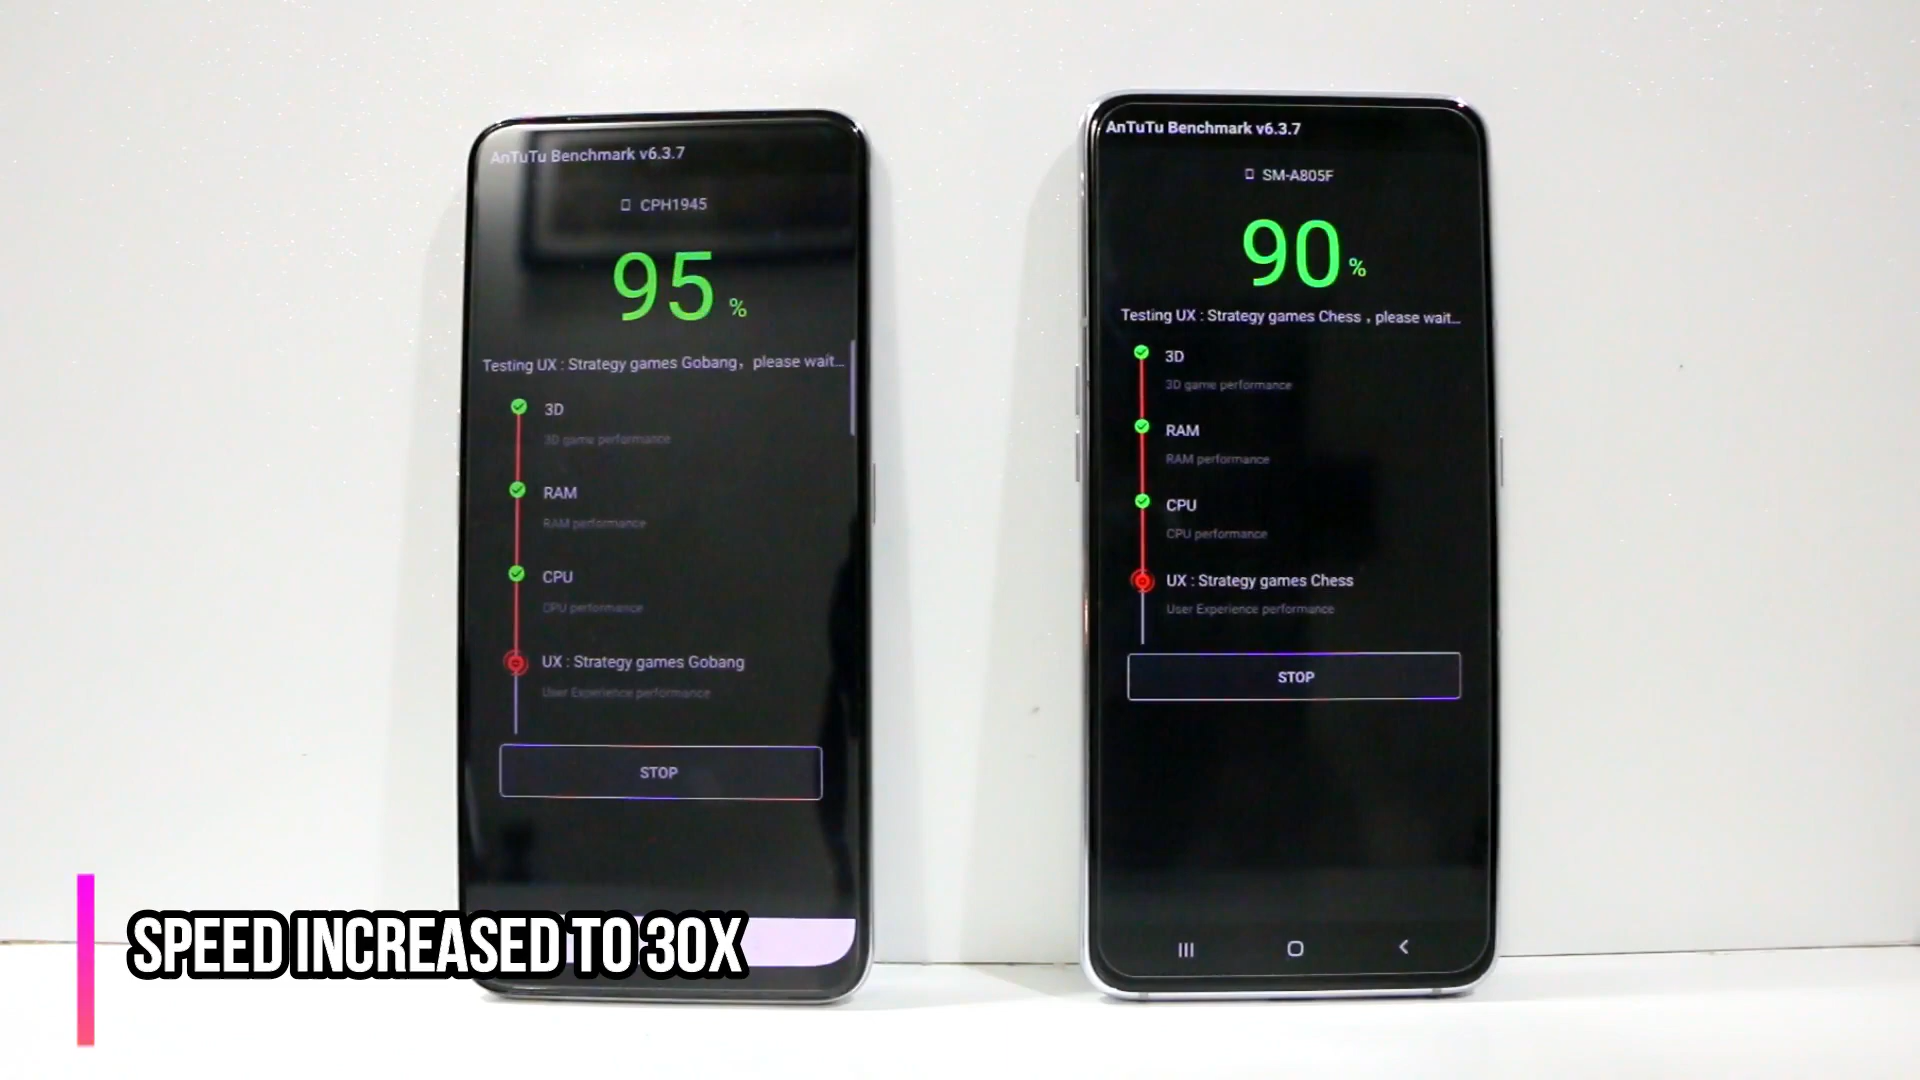 AnTuTu Benchmark v6.3.7
CPH1945
95 %
Testing UX : Strategy games Gobang, please wait...
3D
3D game performance
RAM
RAM performance
CPU
CPU performance
UX : Strategy games Gobang
User Experience performance
STOP
AnTuTu Benchmark v6.3.7
SM-A805F
90 %
Testing UX : Strategy games Chess , please wait...
3D
3D game performance
RAM
RAM performance
CPU
CPU performance
UX : Strategy games Chess
User Experience performance
STOP
SPEED INCREASED TO 30X